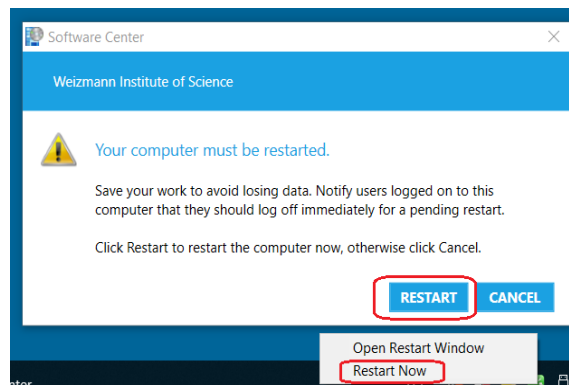 Software Center
Weizmann Institute of Science
Your computer must be restarted.
Save your work to avoid losing data. Notify users logged on to this
computer that they should log off immediately for a pending restart.
Click Restart to restart the computer now, otherwise click Cancel.
RESTART CANCEL
Open Restart Window
Restart Now